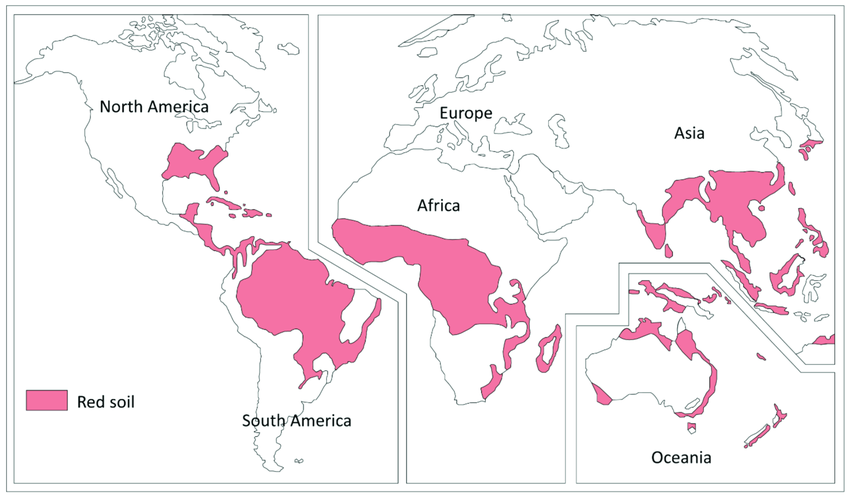 North America
Europe
Asia
Africa
Red soil
South America
Oceania